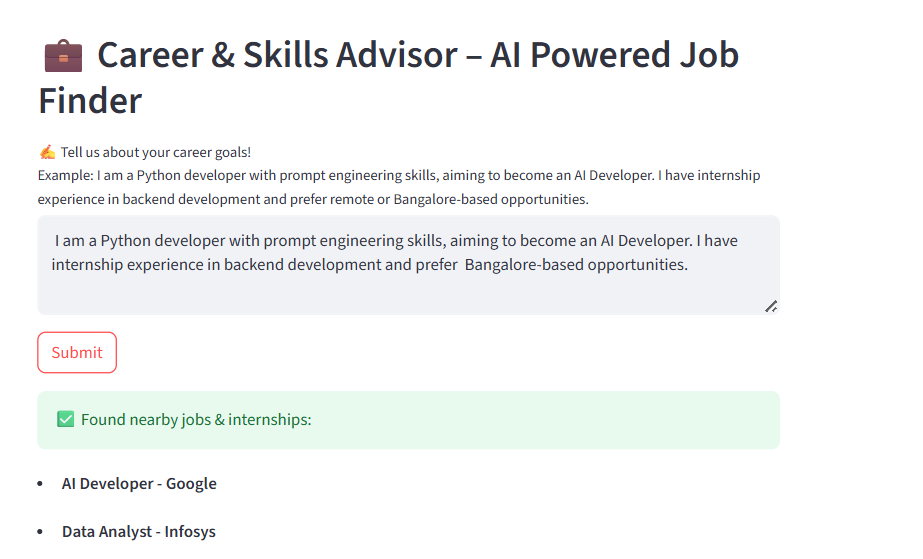 💼 Career & Skills Advisor – AI Powered Job
Finder
✍️ Tell us about your career goals!
Example: I am a Python developer with prompt engineering skills, aiming to become an AI Developer. I have internship
experience in backend development and prefer remote or Bangalore-based opportunities.
I am a Python developer with prompt engineering skills, aiming to become an AI Developer. I have
internship experience in backend development and prefer  Bangalore-based opportunities.
Submit
✅ Found nearby jobs & internships:
• AI Developer - Google
• Data Analyst - Infosys